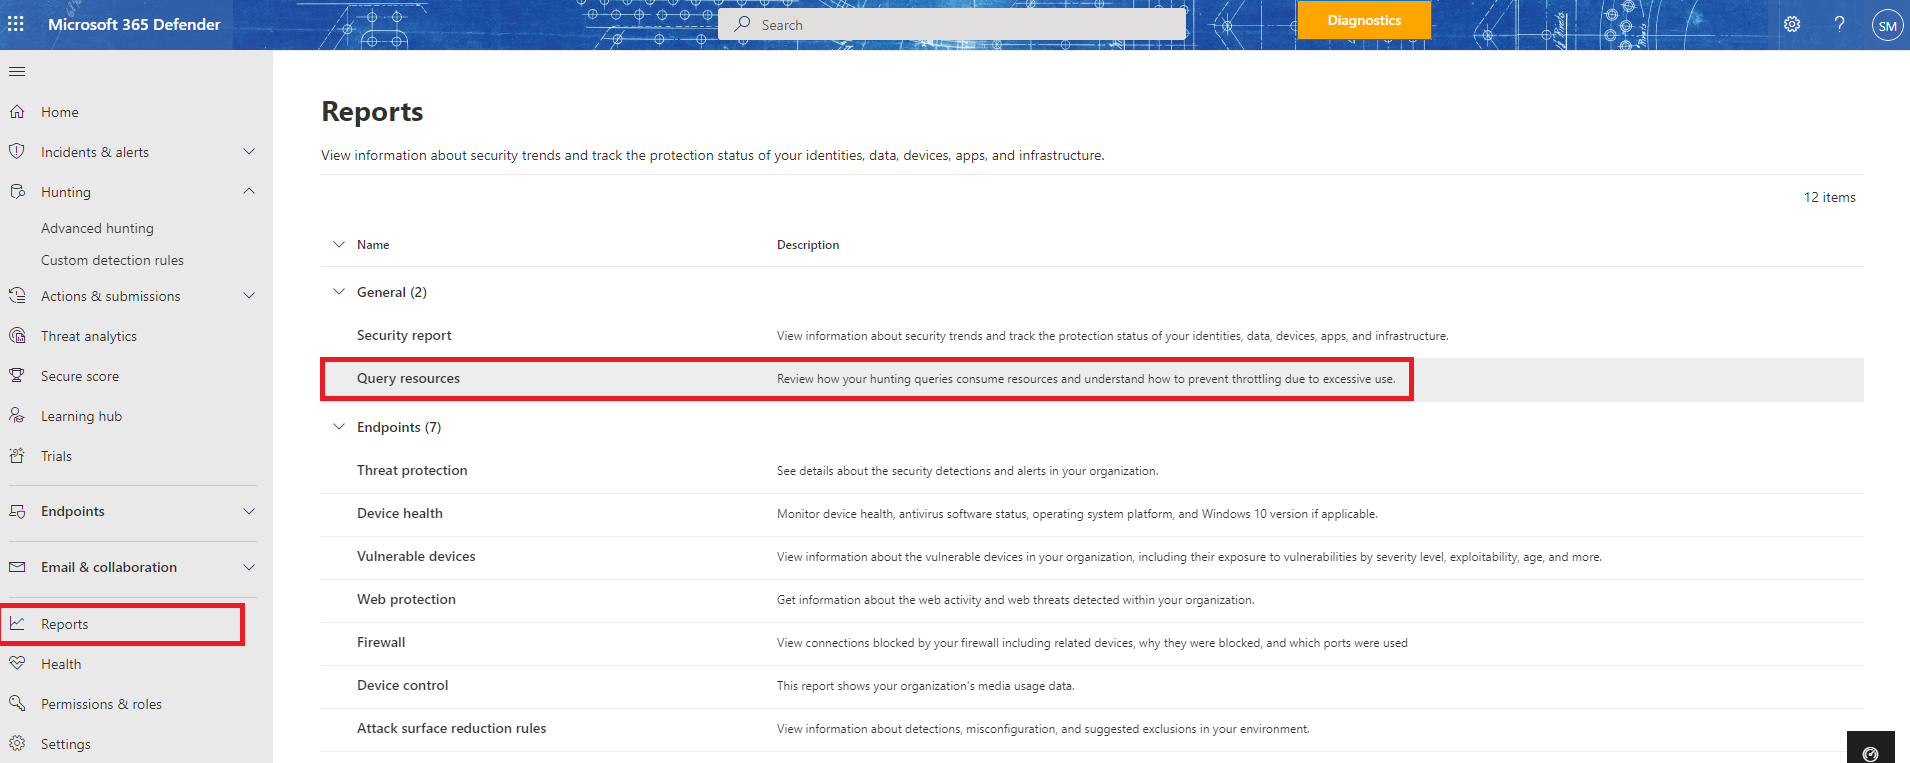 Microsoft 365 Defender
Search
Diagnostics
?
SM
Home
Incidents & alerts
Hunting
Advanced hunting
Custom detection rules
Actions & submissions
Threat analytics
Secure score
Learning hub
Trials
Endpoints
Email & collaboration
Reports
Health
Permissions & roles
Settings
Reports
View information about security trends and track the protection status of your identities, data, devices, apps, and infrastructure.
12 items
Name Description
General (2)
Security report View information about security trends and track the protection status of your identities, data, devices, apps, and infrastructure.
Query resources Review how your hunting queries consume resources and understand how to prevent throttling due to excessive use.
Endpoints (7)
Threat protection See details about the security detections and alerts in your organization.
Device health Monitor device health, antivirus software status, operating system platform, and Windows 10 version if applicable.
Vulnerable devices View information about the vulnerable devices in your organization, including their exposure to vulnerabilities by severity level, exploitability, age, and more.
Web protection Get information about the web activity and web threats detected within your organization.
Firewall View connections blocked by your firewall including related devices, why they were blocked, and which ports were used
Device control This report shows your organization's media usage data.
Attack surface reduction rules View information about detections, misconfiguration, and suggested exclusions in your environment.